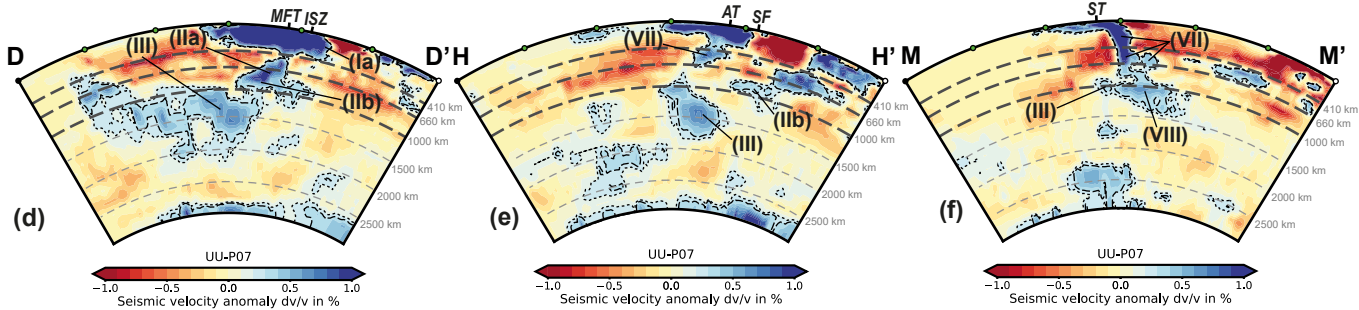 MFT ISZ
D (III) (IIa) (Ia) D'
(IIb)
410 km
660 km
1000 km
1500 km
2000 km
2500 km
(d)
UU-P07
−1.0 −0.5 0.0 0.5 1.0
Seismic velocity anomaly dv/v in %
AT SF
H (VII) H'
(IIb)
(III)
410 km
660 km
1000 km
1500 km
2000 km
2500 km
(e)
UU-P07
−1.0 −0.5 0.0 0.5 1.0
Seismic velocity anomaly dv/v in %
ST
M (VII) M'
(III)
(VIII)
410 km
660 km
1000 km
1500 km
2000 km
2500 km
(f)
UU-P07
−1.0 −0.5 0.0 0.5 1.0
Seismic velocity anomaly dv/v in %